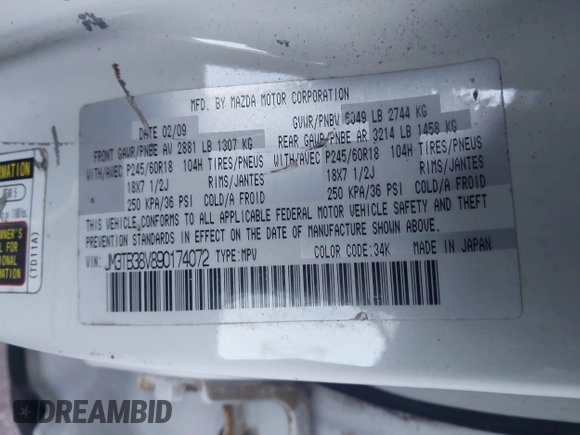 MFD. BY MAZDA MOTOR CORPORATION
DATE 02/09
GVWR/PNBV 6049 LB 2744 KG
FRONT GAWR/PNBE AV 2881 LB 1307 KG
REAR GAWR/PNBE AR 3214 LB 1458 KG
WITH/AVEC P245/60R18 104H TIRES/PNEUS
WITH/AVEC P245/60R18 104H TIRES/PNEUS
18X7 1/2J RIMS/JANTES
18X7 1/2J RIMS/JANTES
250 KPA/36 PSI COLD/A FROID
250 KPA/36 PSI COLD/A FROID
THIS VEHICLE CONFORMS TO ALL APPLICABLE FEDERAL MOTOR VEHICLE SAFETY AND THEFT
PREVENTION STANDARDS IN EFFECT ON THE DATE OF MANUFACTURE SHOWN ABOVE.
VIN: JM3TB38V890174072 TYPE:MPV COLOR CODE:34K MADE IN JAPAN
(TD11A)
DREAMBID